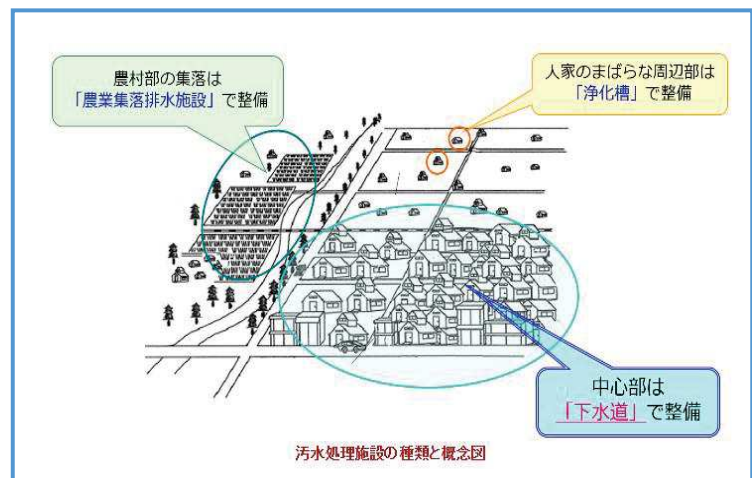 農村部の集落は
「農業集落排水施設」で整備
人家のまばらな周辺部は
「浄化槽」で整備
中心部は
「下水道」で整備
汚水処理施設の種類と概念図